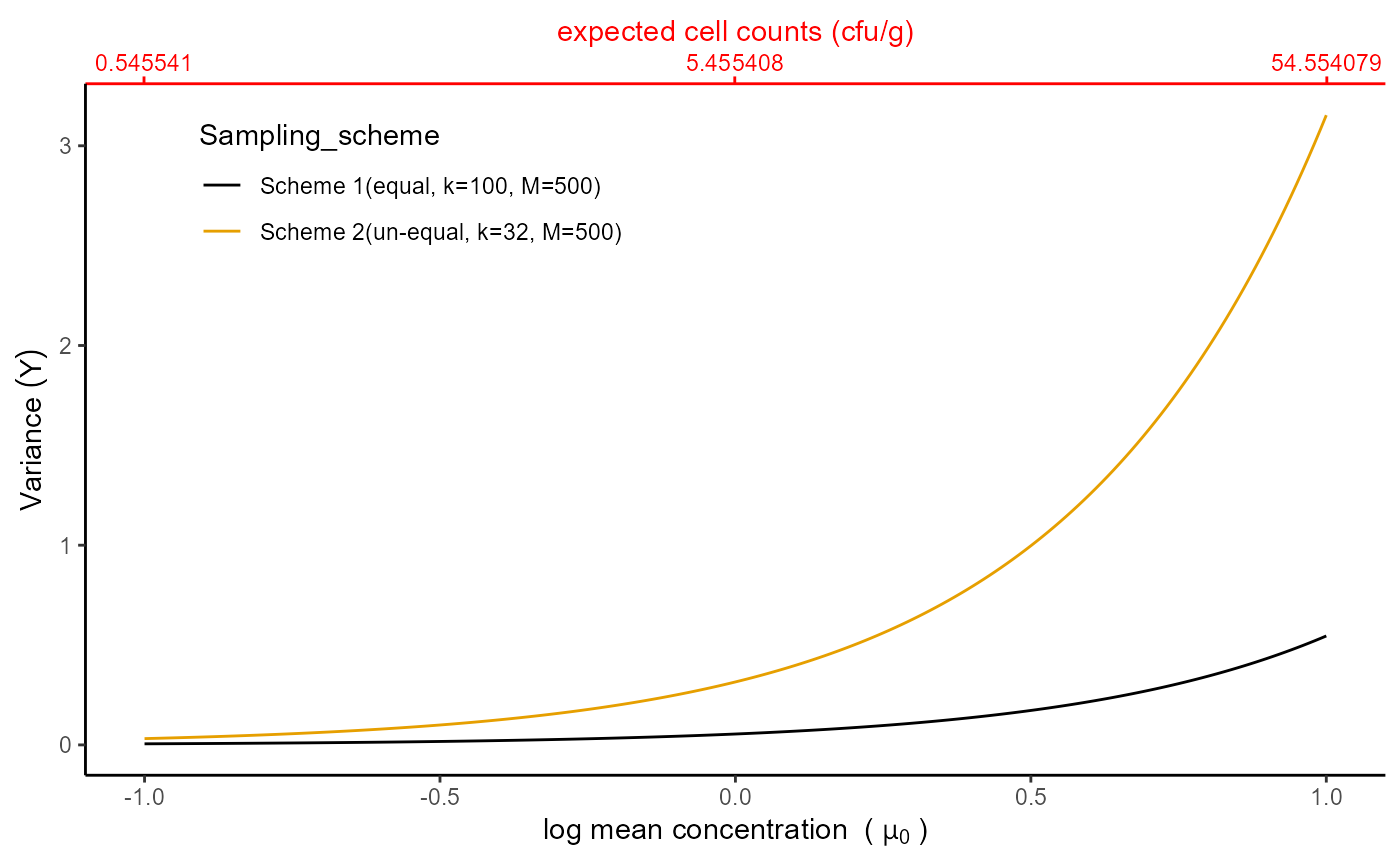 expected cell counts (cfu/g)
0.545541 5.455408 54.554079
Sampling_scheme
Scheme 1(equal, k=100, M=500)
Scheme 2(un-equal, k=32, M=500)
Variance (Y)
3
2
1
0
-1.0 -0.5 0.0 0.5 1.0
log mean concentration ( μ₀ )